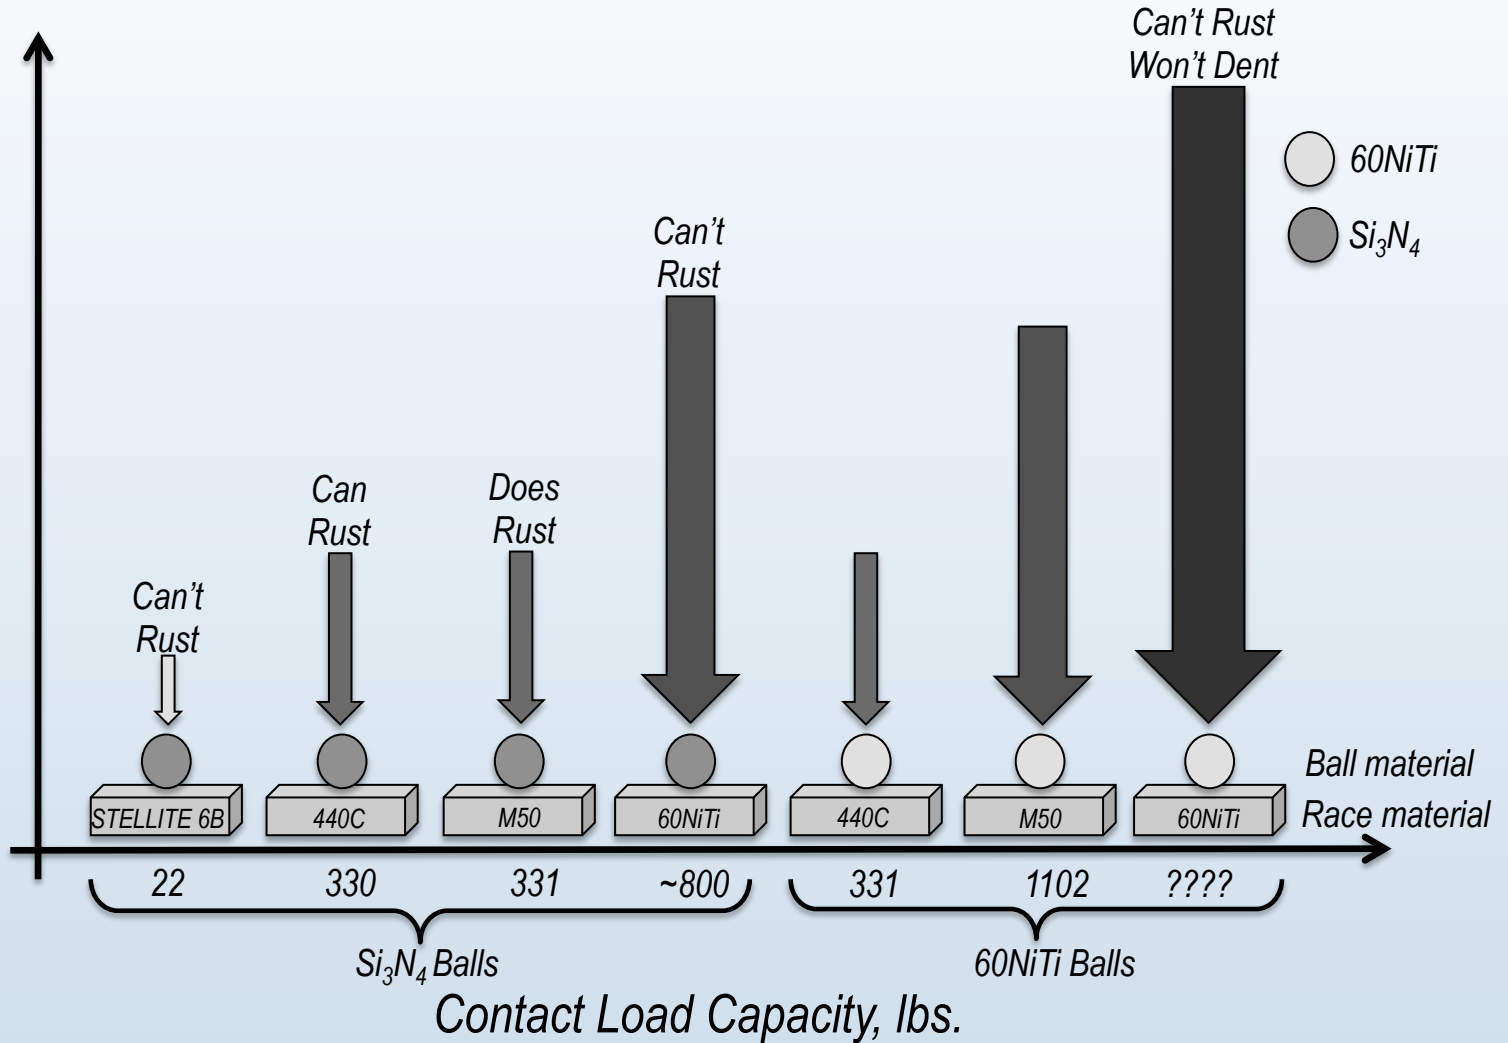 Can't Rust
Won't Dent
60NiTi
Si₃N₄
Can't
Rust
Can
Rust
Does
Rust
Can't
Rust
Ball material
STELLITE 6B
440C
M50
60NiTi
440C
M50
60NiTi
Race material
22
330
331
~800
331
1102
????
Si₃N₄ Balls
60NiTi Balls
Contact Load Capacity, lbs.